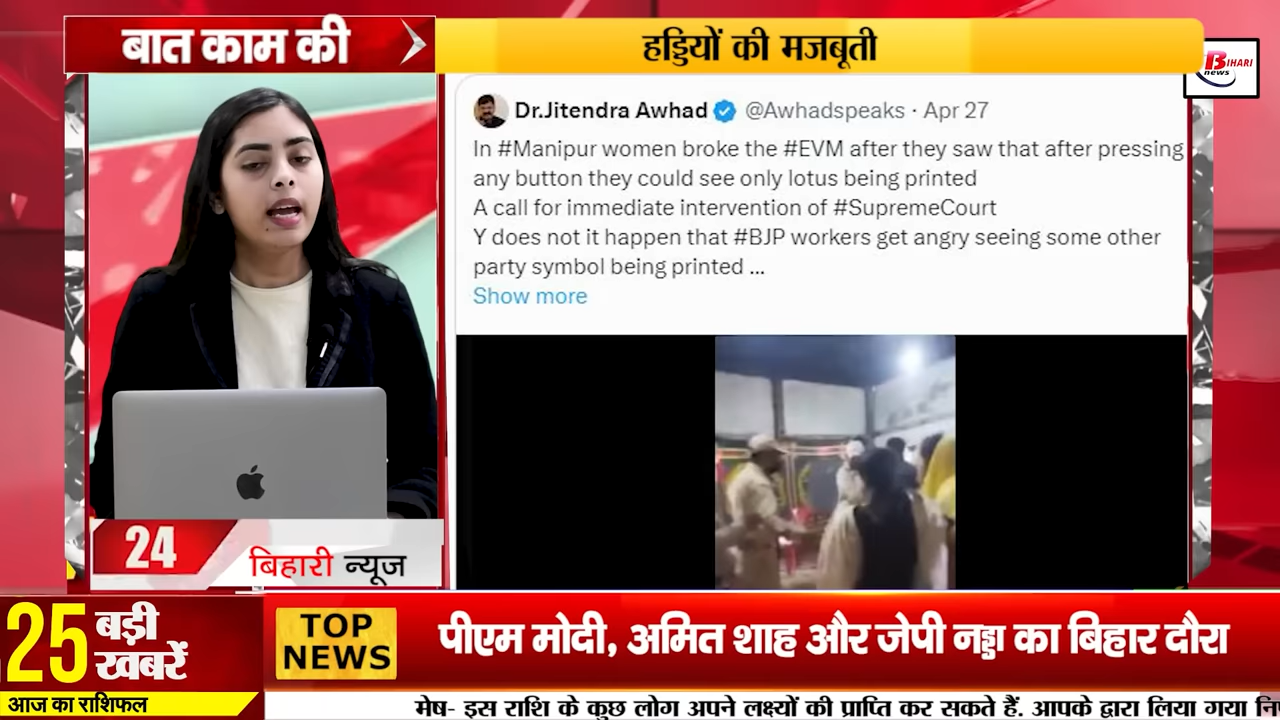 बात काम की
हड्डियों की मजबूती
BIHARI
news
Dr.Jitendra Awhad @Awhadspeaks · Apr 27
In #Manipur women broke the #EVM after they saw that after pressing
any button they could see only lotus being printed
A call for immediate intervention of #SupremeCourt
Y does not it happen that #BJP workers get angry seeing some other
party symbol being printed ...
Show more
24
बिहारी न्यूज
25 बड़ी
खबरें
TOP
NEWS
पीएम मोदी, अमित शाह और जेपी नड्डा का बिहार दौरा
आज का राशिफल
मेष- इस राशि के कुछ लोग अपने लक्ष्यों की प्राप्ति कर सकते हैं. आपके द्वारा लिया गया